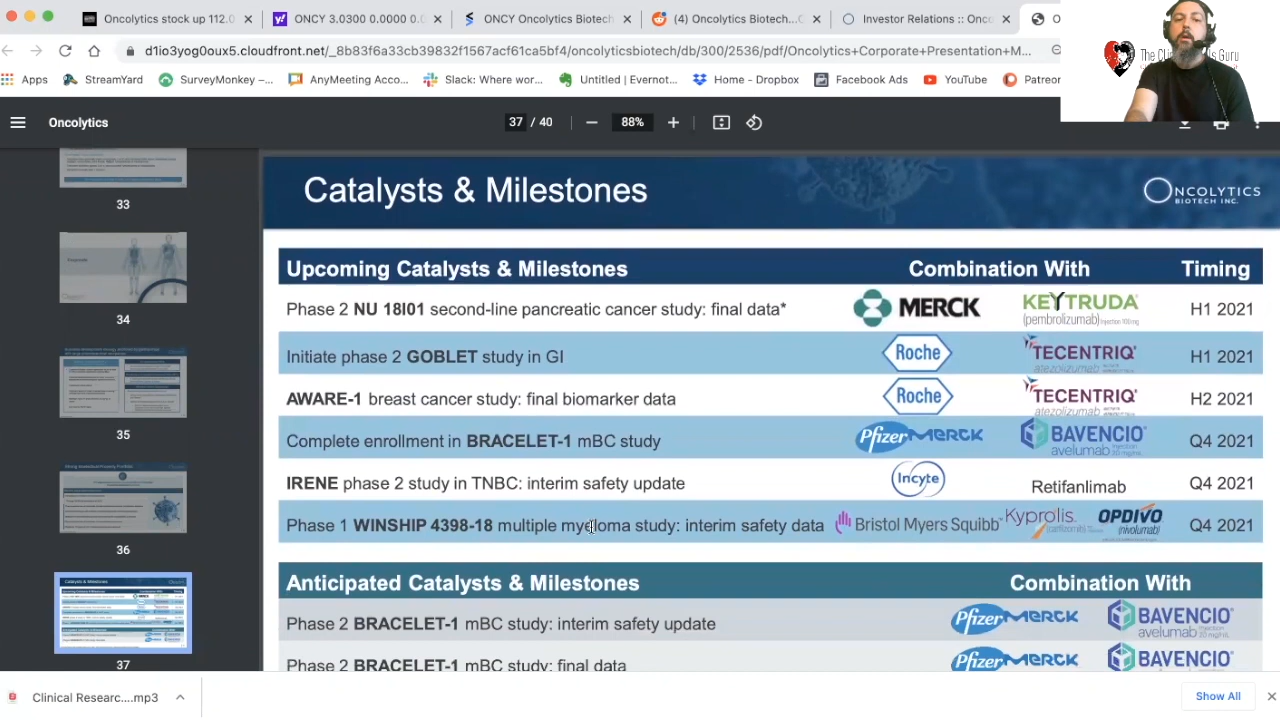 Oncolytics stock up 112.0
ONCY 3.0300 0.0000 0.0
ONCY Oncolytics Biotech
(4) Oncolytics Biotech...C
Investor Relations :: Onc
d1io3yog0oux5.cloudfront.net/_8b83f6a33cb39832f1567acf61ca5bf4/oncolyticsbiotech/db/300/2536/pdf/Oncolytics+Corporate+Presentation+M...
Apps StreamYard SurveyMonkey –... AnyMeeting Acco... Slack: Where wor... Untitled | Evernot... Home - Dropbox Facebook Ads YouTube Patreo
Oncolytics 37 / 40 88%
33
34
35
36
37
Catalysts & Milestones
ONCOLYTICS
BIOTECH INC.
Upcoming Catalysts & Milestones Combination With Timing
Phase 2 NU 18I01 second-line pancreatic cancer study: final data* MERCK KEYTRUDA (pembrolizumab) Injection 100mg H1 2021
Initiate phase 2 GOBLET study in GI Roche TECENTRIQ atezolizumab H1 2021
AWARE-1 breast cancer study: final biomarker data Roche TECENTRIQ atezolizumab H2 2021
Complete enrollment in BRACELET-1 mBC study Pfizer MERCK BAVENCIO avelumab Q4 2021
IRENE phase 2 study in TNBC: interim safety update Incyte Retifanlimab Q4 2021
Phase 1 WINSHIP 4398-18 multiple myeloma study: interim safety data Bristol Myers Squibb Kyprolis (carfilzomib) OPDIVO (nivolumab) Q4 2021
Anticipated Catalysts & Milestones Combination With
Phase 2 BRACELET-1 mBC study: interim safety update Pfizer MERCK BAVENCIO avelumab
Phase 2 BRACELET-1 mBC study: final data Pfizer MERCK BAVENCIO
Clinical Researc....mp3
Show All